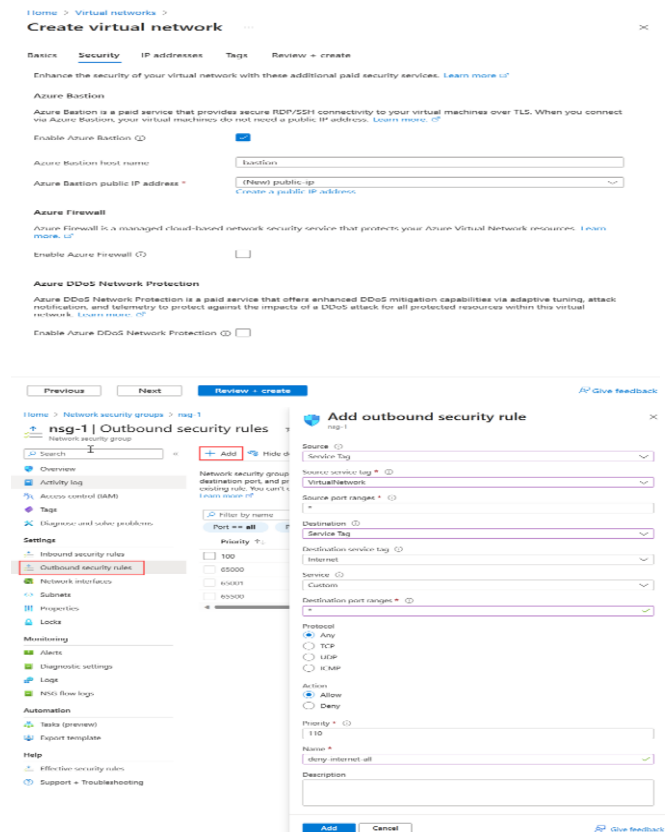 Home > Virtual networks >
Create virtual network ...
Basics Security IP addresses Tags Review + create
Enhance the security of your virtual network with these additional paid security services. Learn more
Azure Bastion
Azure Bastion is a paid service that provides secure RDP/SSH connectivity to your virtual machines over TLS. When you connect
via Azure Bastion, your virtual machines do not need a public IP address. Learn more.
Enable Azure Bastion
Azure Bastion host name
bastion
Azure Bastion public IP address *
(New) public-ip
Create a public IP address
Azure Firewall
Azure Firewall is a managed cloud-based network security service that protects your Azure Virtual Network resources. Learn
more.
Enable Azure Firewall
Azure DDoS Network Protection
Azure DDoS Network Protection is a paid service that offers enhanced DDoS mitigation capabilities via adaptive tuning, attack
notification, and telemetry to protect against the impacts of a DDoS attack for all protected resources within this virtual
network. Learn more.
Enable Azure DDoS Network Protection
Previous Next Review + create Give feedback
Home > Network security groups > nsg-1
nsg-1 | Outbound security rules
Network security group
Search
Overview
Activity log
Access control (IAM)
Tags
Diagnose and solve problems
Settings
Inbound security rules
Outbound security rules
Network interfaces
Subnets
Properties
Locks
Monitoring
Alerts
Diagnostic settings
Logs
NSG flow logs
Automation
Tasks (preview)
Export template
Help
Effective security rules
Support + Troubleshooting
+ Add Hide d
Network security group
destination port, and pr
existing rule. You can't
Learn more
Filter by name
Port == all
Priority ↑
100
65000
65001
65500
Add outbound security rule
nsg-1
Source
Service Tag
Source service tag *
VirtualNetwork
Source port ranges *
*
Destination
Service Tag
Destination service tag
Internet
Service
Custom
Destination port ranges *
*
Protocol
Any
TCP
UDP
ICMP
Action
Allow
Deny
Priority *
110
Name *
deny-internet-all
Description
Add Cancel Give feedback